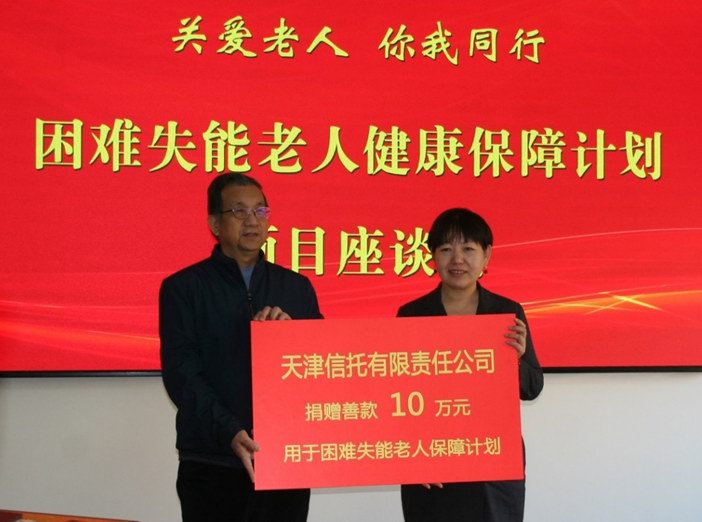 关爱老人 你我同行
困难失能老人健康保障计划
项目座谈
天津信托有限责任公司
捐赠善款 10 万元
用于困难失能老人保障计划